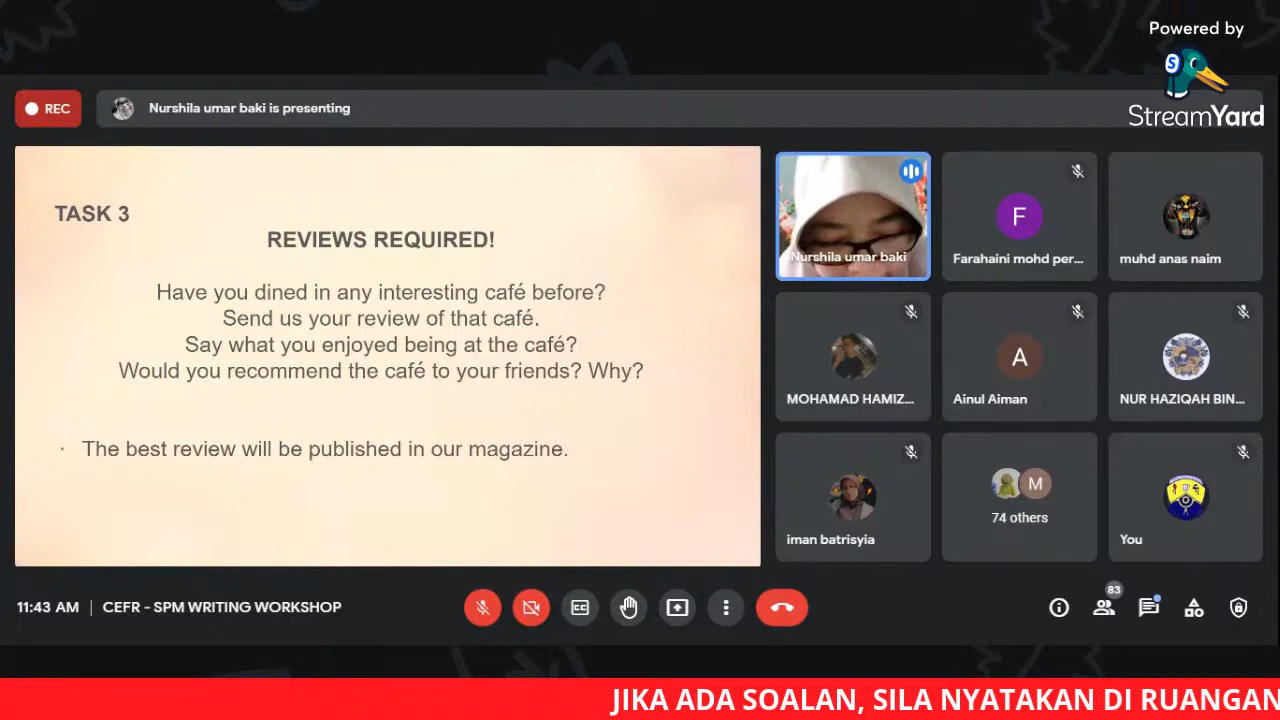 Powered by
StreamYard
REC
Nurshila umar baki is presenting
TASK 3
REVIEWS REQUIRED!
Have you dined in any interesting café before?
Send us your review of that café.
Say what you enjoyed being at the café?
Would you recommend the café to your friends? Why?
· The best review will be published in our magazine.
Nurshila umar baki
F
Farahaini mohd per...
muhd anas naim
MOHAMAD HAMIZ...
A
Ainul Aiman
NUR HAZIQAH BIN...
iman batrisyia
M
74 others
You
11:43 AM | CEFR - SPM WRITING WORKSHOP
83
JIKA ADA SOALAN, SILA NYATAKAN DI RUANGAN